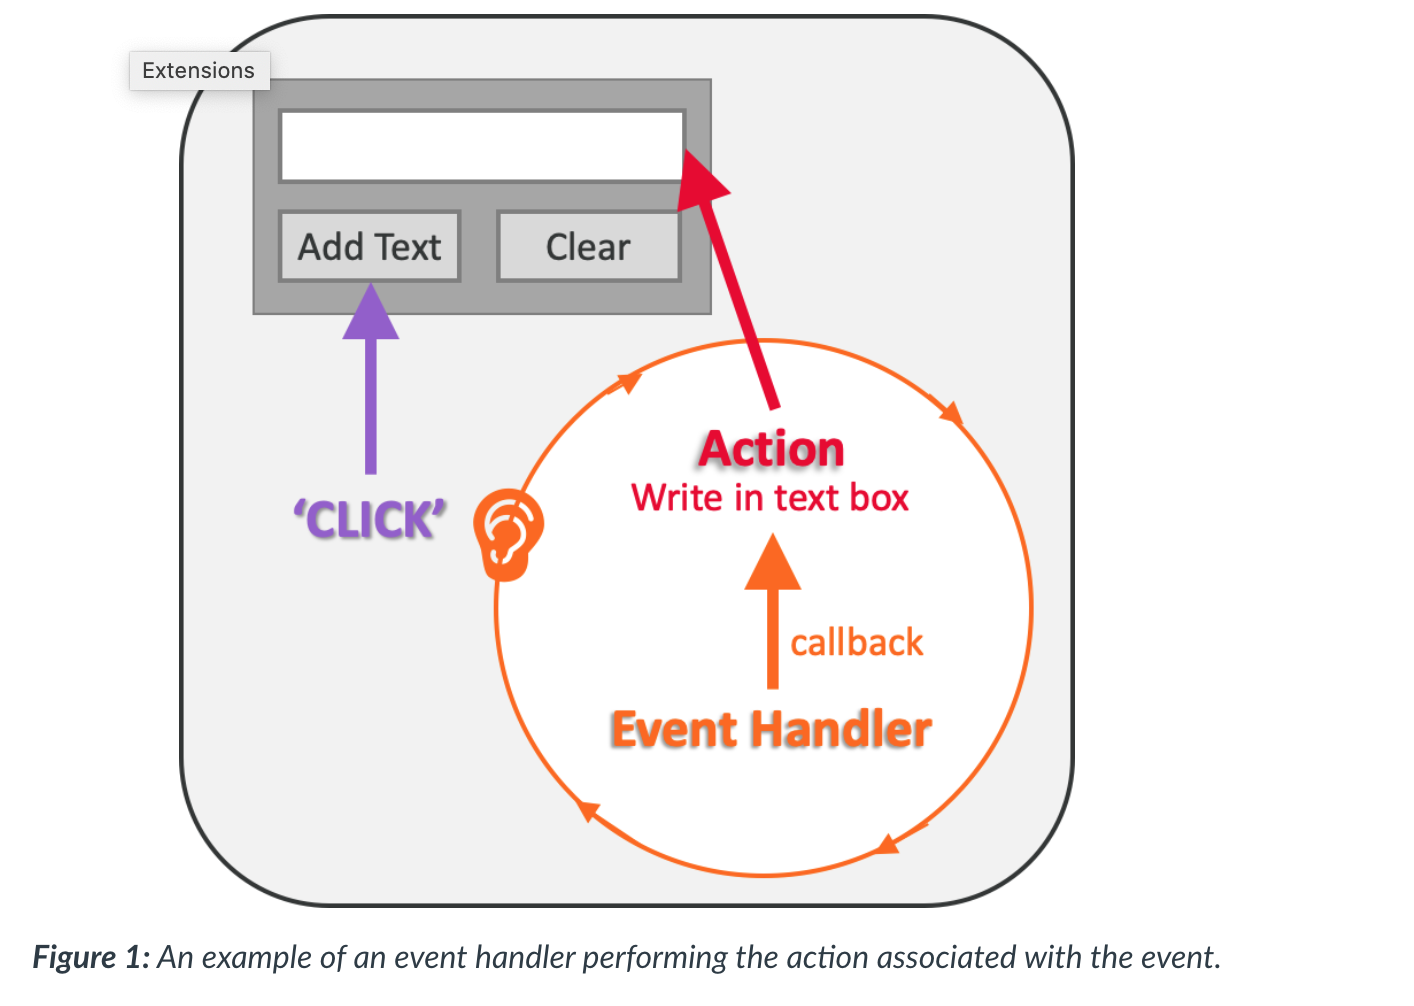 Extensions
Add Text
Clear
‘CLICK’
Action
Write in text box
callback
Event Handler
Figure 1: An example of an event handler performing the action associated with the event.